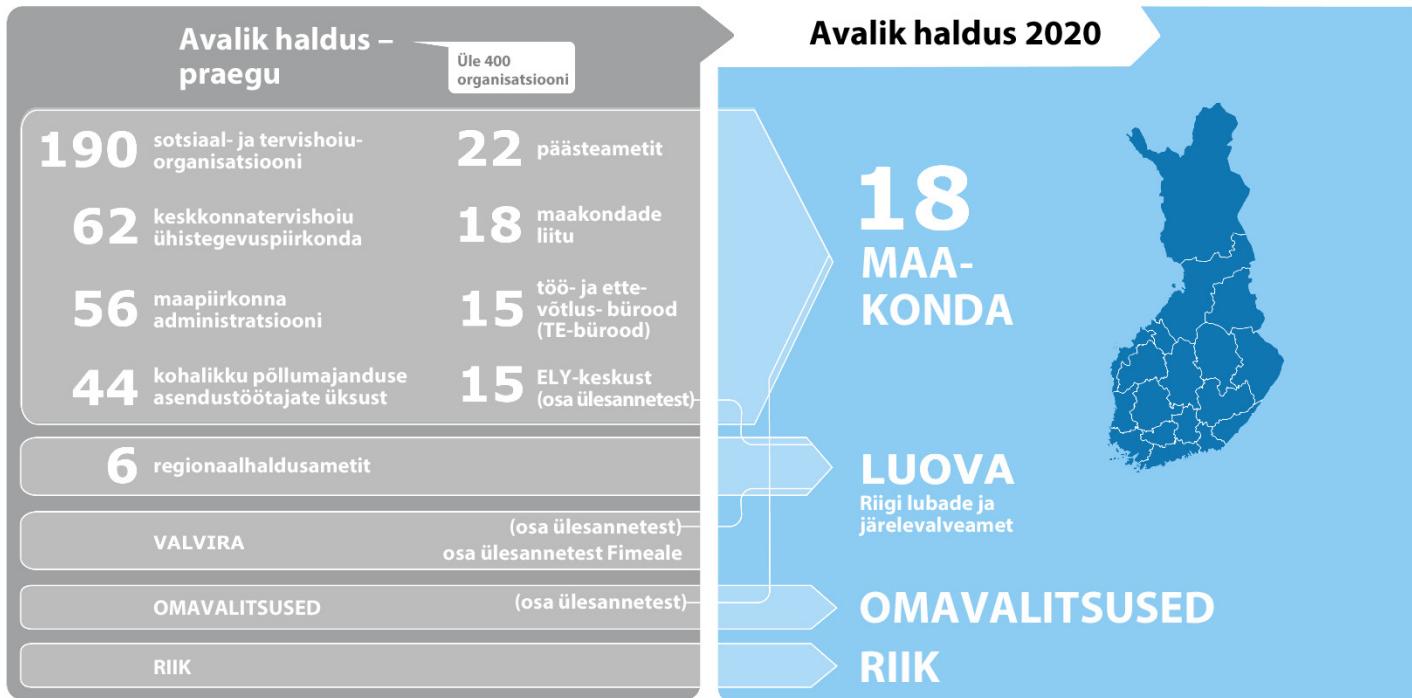 Avalik haldus –
praegu
Üle 400
organisatsiooni
190
sotsiaal- ja tervishoiu-
organisatsiooni
62
keskkonnatervishoiu
ühistegevuspiirkonda
56
maapiirkonna
administratsiooni
44
kohalikku põllumajanduse
asendustöötajate üksust
22
päästeametit
18
maakondade
liitu
15
töö- ja ette-
võtlus- bürood
(TE-bürood)
15
ELY-keskust
(osa ülesannetest)
6
regionaalhaldusametit
VALVIRA
(osa ülesannetest)
osa ülesannetest Fimeale
OMAVALITSUSED
(osa ülesannetest)
RIIK
Avalik haldus 2020
18
MAA-
KONDA
LUOVA
Riigi lubade ja
järelevalveamet
OMAVALITSUSED
RIIK